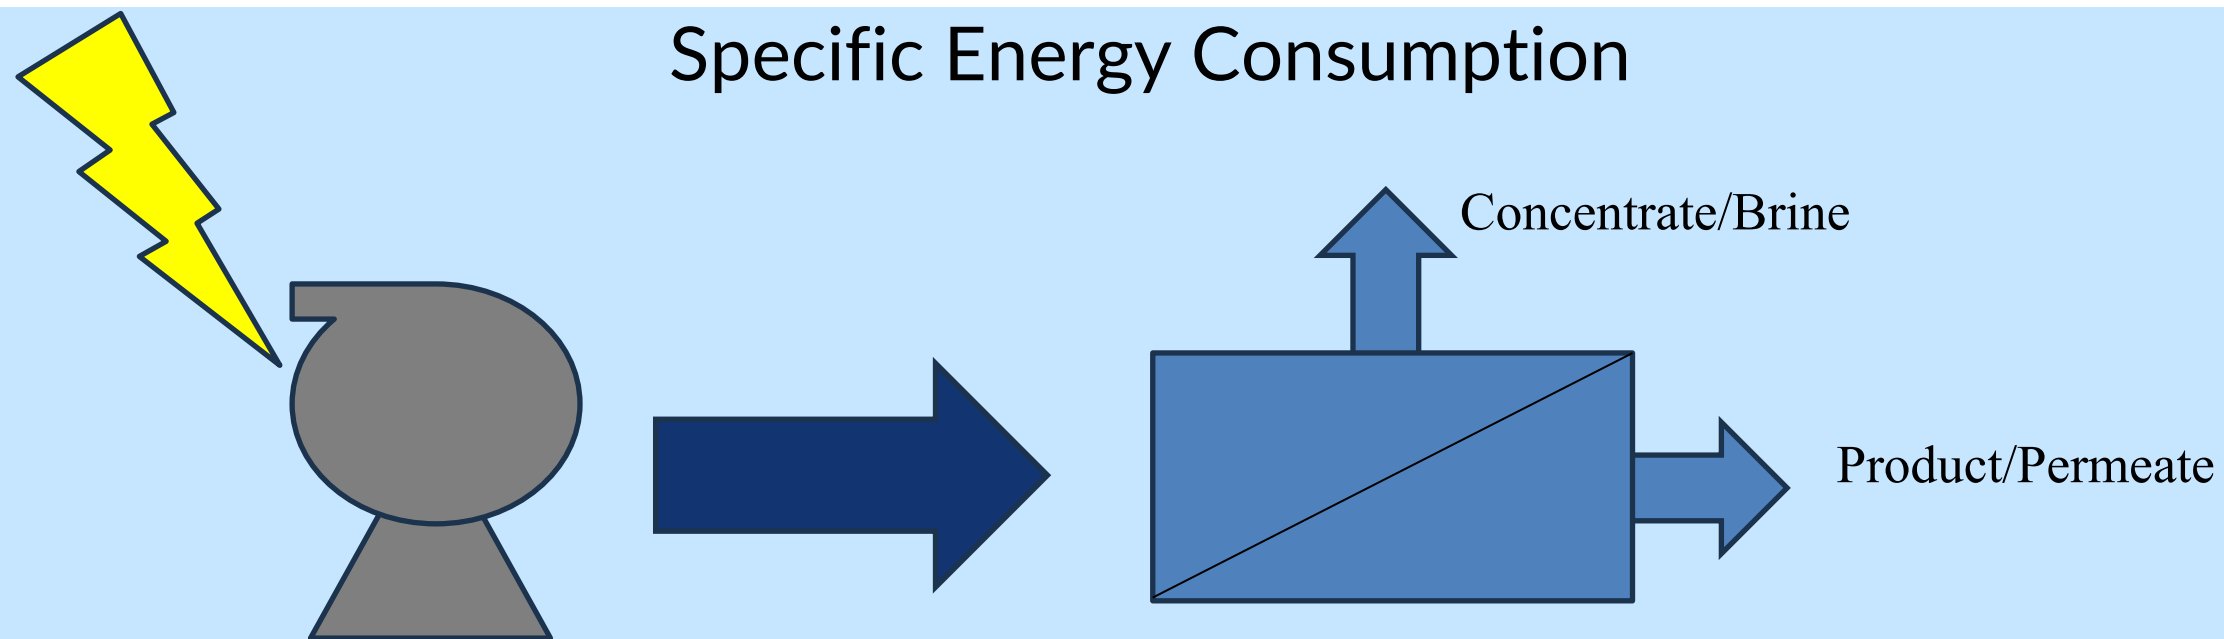 Specific Energy Consumption
Concentrate/Brine
Product/Permeate